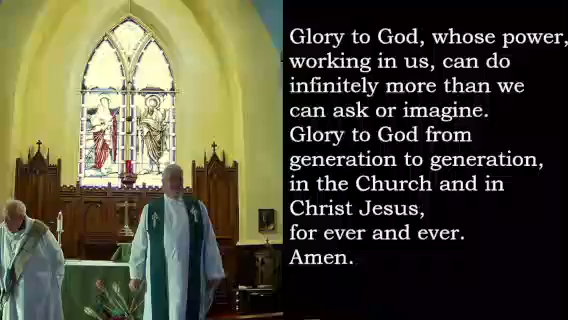 Glory to God, whose power,
working in us, can do
infinitely more than we
can ask or imagine.
Glory to God from
generation to generation,
in the Church and in
Christ Jesus,
for ever and ever.
Amen.